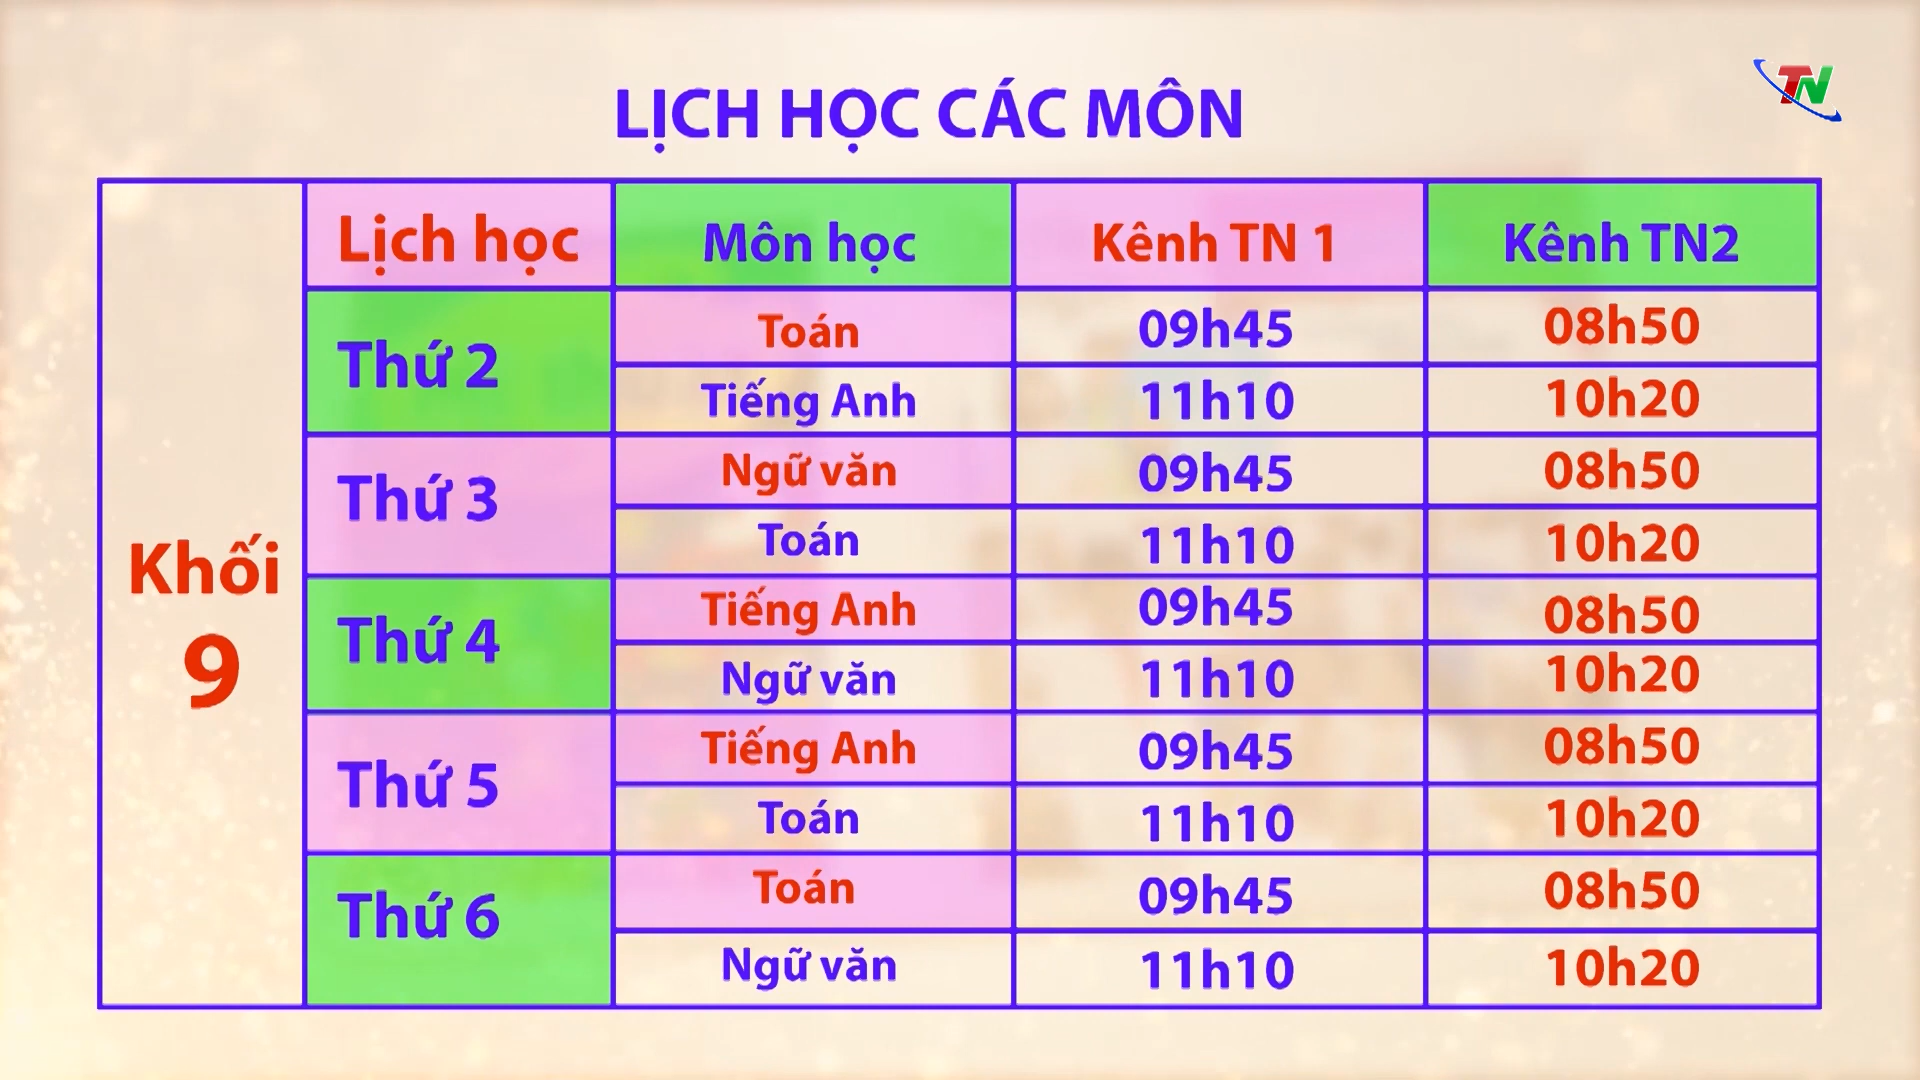 TN
LỊCH HỌC CÁC MÔN
Lịch học Môn học Kênh TN 1 Kênh TN2
Khối 9
Thứ 2 Toán 09h45 08h50
Tiếng Anh 11h10 10h20
Thứ 3 Ngữ văn 09h45 08h50
Toán 11h10 10h20
Thứ 4 Tiếng Anh 09h45 08h50
Ngữ văn 11h10 10h20
Thứ 5 Tiếng Anh 09h45 08h50
Toán 11h10 10h20
Thứ 6 Toán 09h45 08h50
Ngữ văn 11h10 10h20